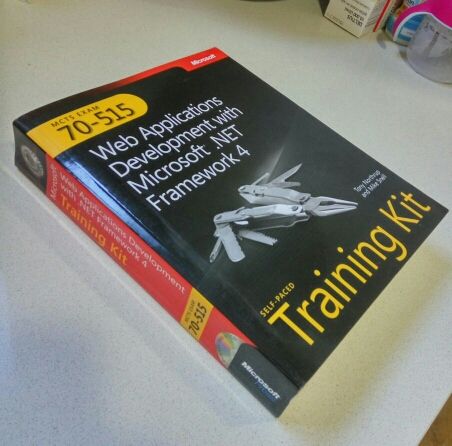 Microsoft
MCTS EXAM
70-515
Web Applications
Development with
Microsoft .NET
Framework 4
Tony Northrup
and Mike Snell
SELF-PACED
Training Kit
Microsoft
Web Applications Development
with .NET Framework 4
Training Kit
MCTS EXAM
70-515
Microsoft